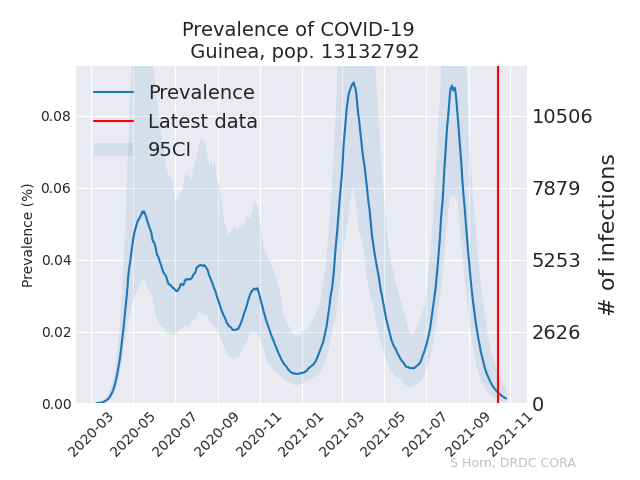 Prevalence of COVID-19
Guinea, pop. 13132792
Prevalence
Latest data
95CI
Prevalence (%)
0.08
0.06
0.04
0.02
0.00
10506
7879
5253
2626
0
# of infections
2020-03
2020-05
2020-07
2020-09
2020-11
2021-01
2021-03
2021-05
2021-07
2021-09
2021-11
S Horn, DRDC CORA